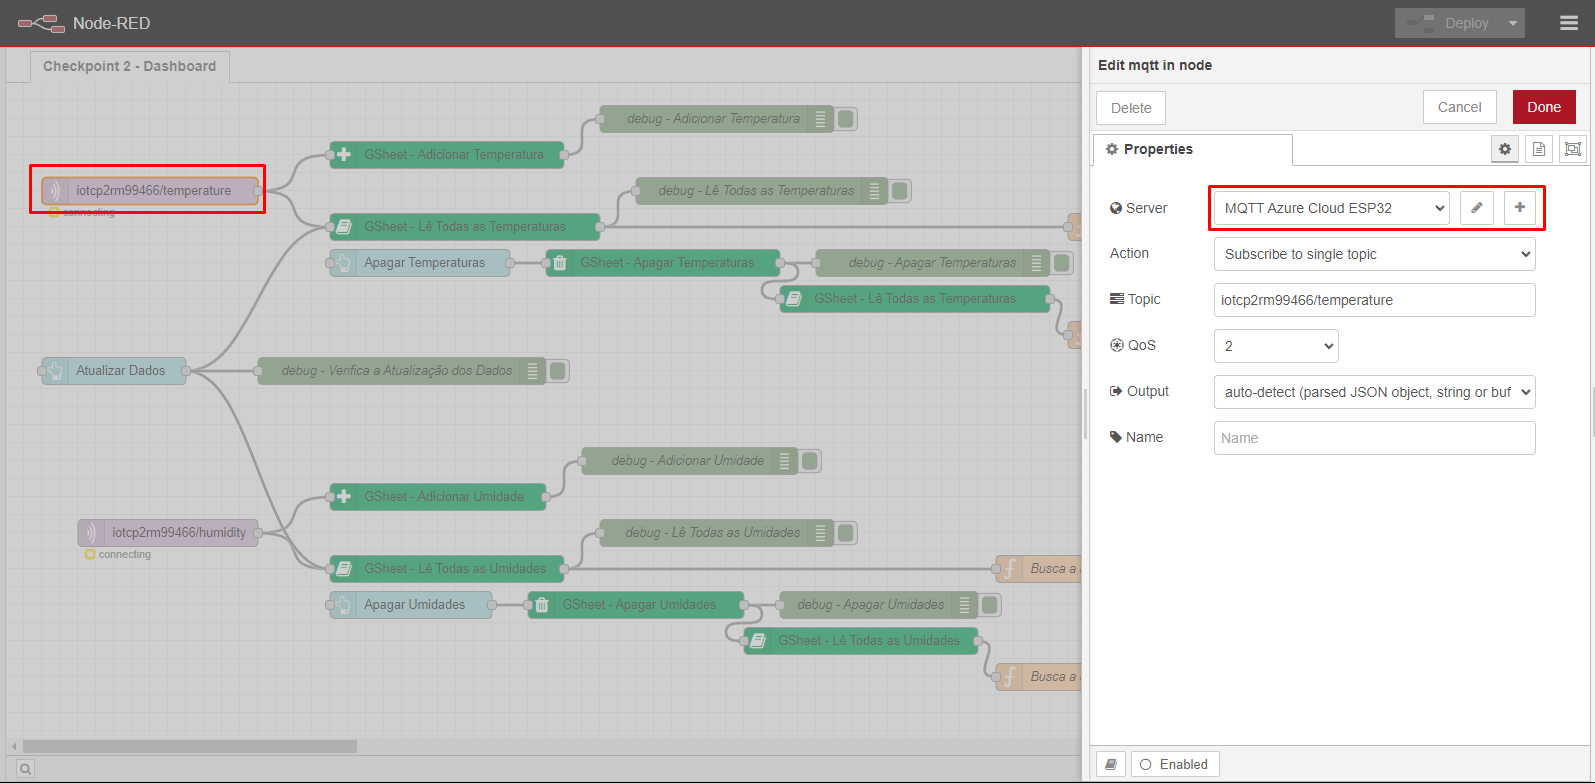 Node-RED
Deploy
Checkpoint 2 - Dashboard
debug - Adicionar Temperatura
GSheet - Adicionar Temperatura
iotcp2rm99466/temperature
connecting
debug - Lê Todas as Temperaturas
GSheet - Lê Todas as Temperaturas
Apagar Temperaturas
GSheet - Apagar Temperaturas
debug - Apagar Temperaturas
GSheet - Lê Todas as Temperaturas
Atualizar Dados
debug - Verifica a Atualização dos Dados
debug - Adicionar Umidade
GSheet - Adicionar Umidade
iotcp2rm99466/humidity
connecting
debug - Lê Todas as Umidades
GSheet - Lê Todas as Umidades
Busca a
Apagar Umidades
GSheet - Apagar Umidades
debug - Apagar Umidades
GSheet - Lê Todas as Umidades
Busca a
Edit mqtt in node
Delete
Cancel
Done
Properties
Server
MQTT Azure Cloud ESP32
Action
Subscribe to single topic
Topic
iotcp2rm99466/temperature
QoS
2
Output
auto-detect (parsed JSON object, string or buf
Name
Name
Enabled